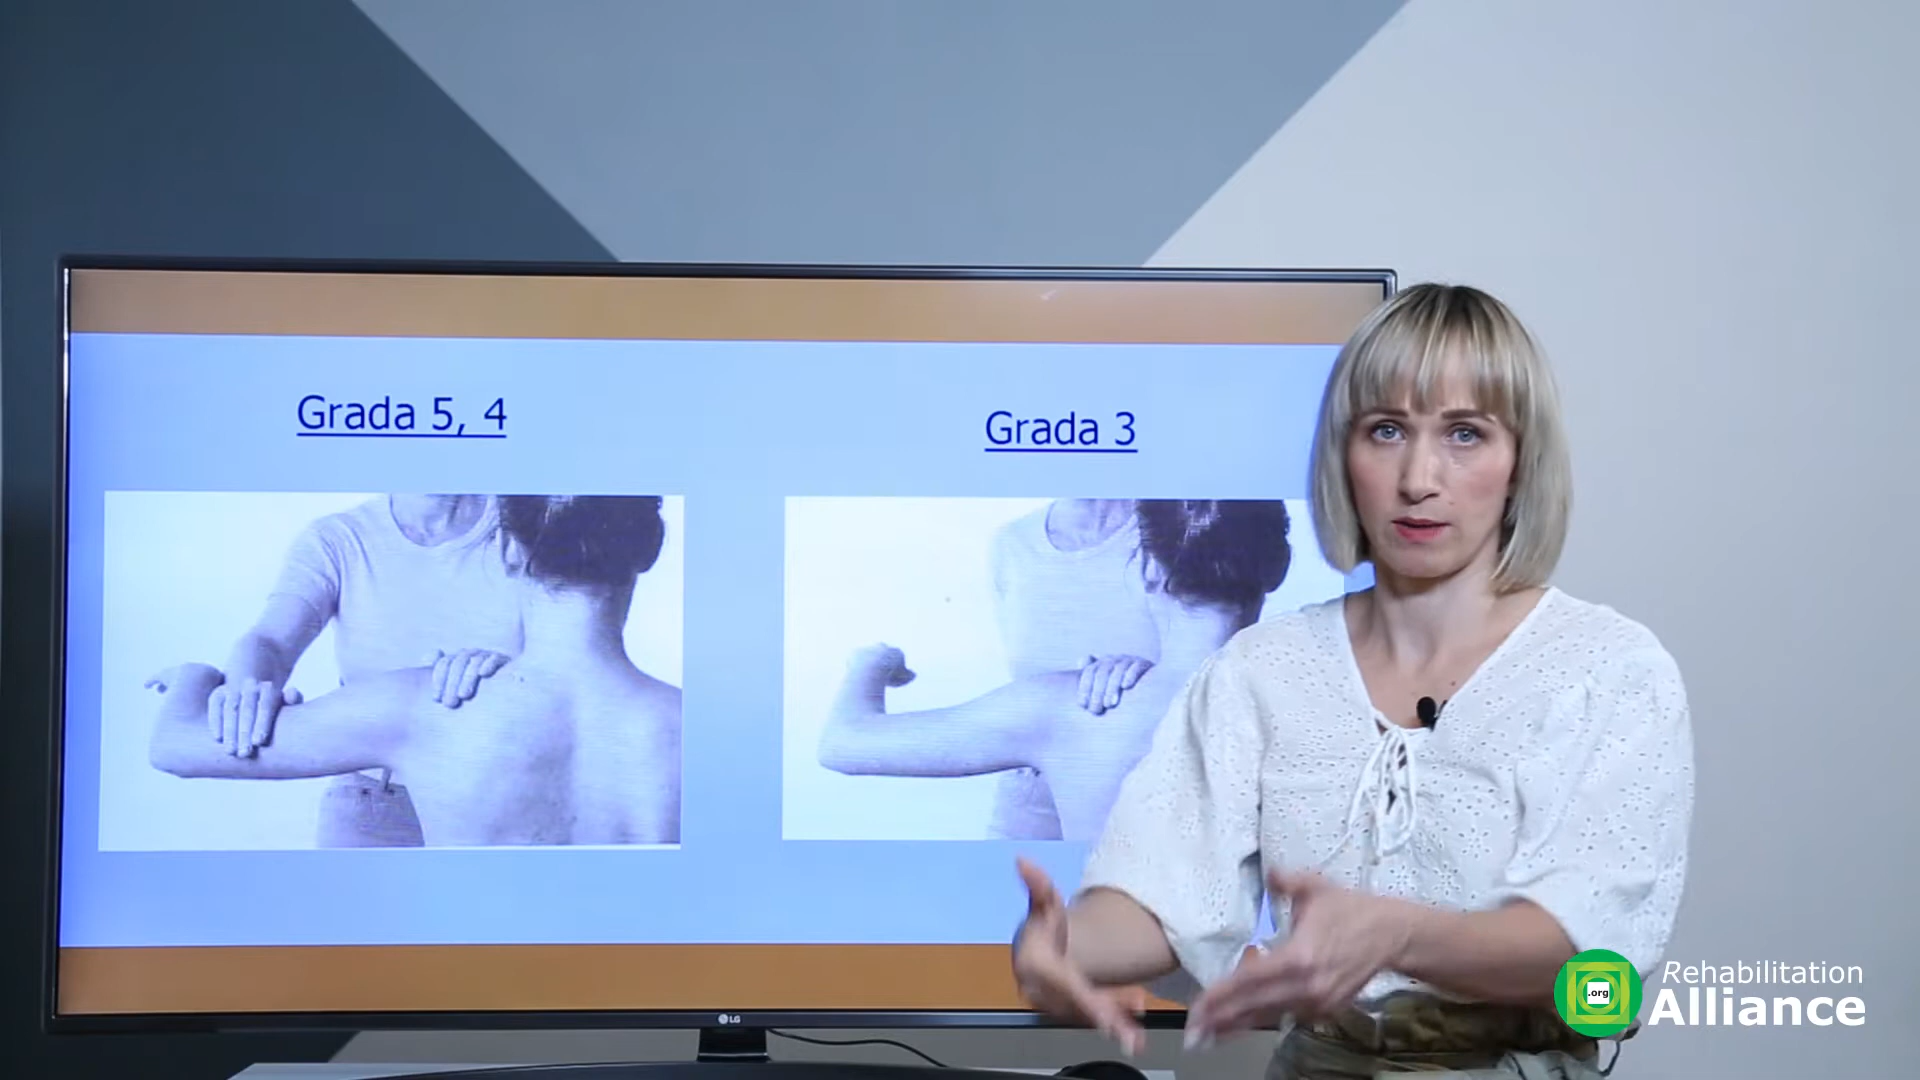 Grada 5, 4
Grada 3
LG
.org
Rehabilitation
Alliance